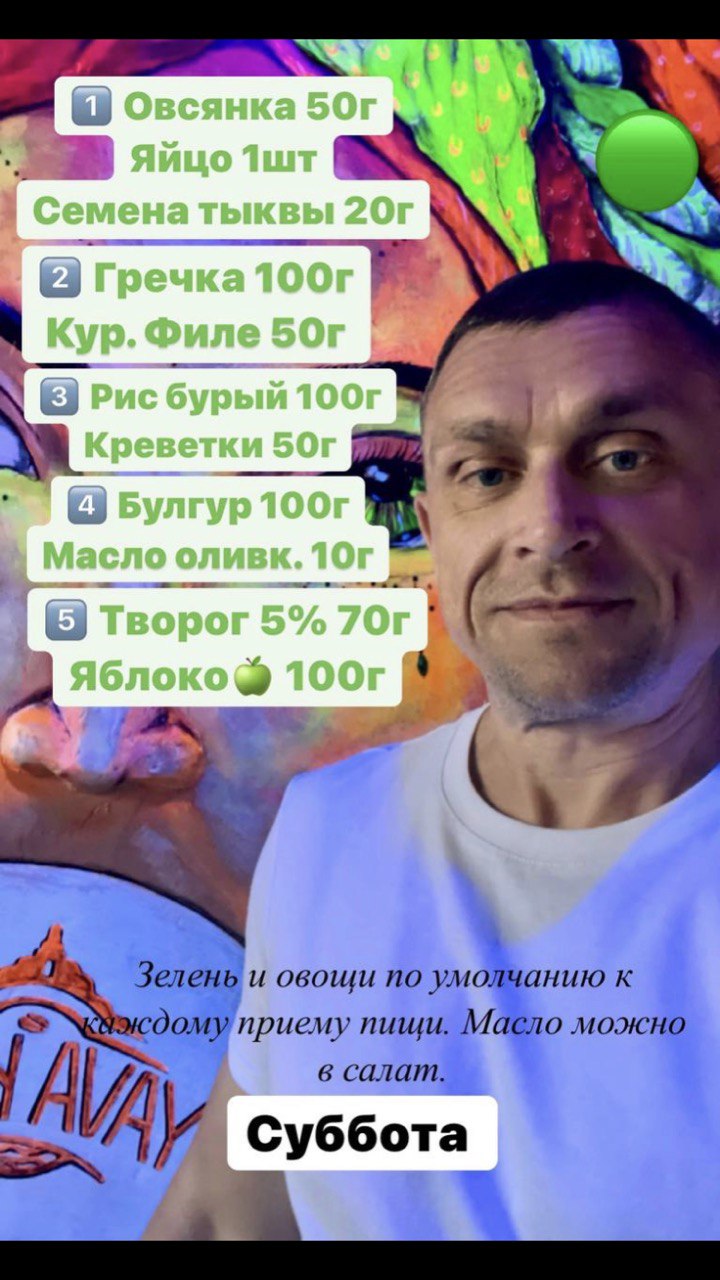 1 Овсянка 50г
Яйцо 1шт
Семена тыквы 20г
2 Гречка 100г
Кур. Филе 50г
3 Рис бурый 100г
Креветки 50г
4 Булгур 100г
Масло оливк. 10г
5 Творог 5% 70г
Яблоко🍏 100г
Зелень и овощи по умолчанию к
каждому приему пищи. Масло можно
в салат.
AVAY
Суббота